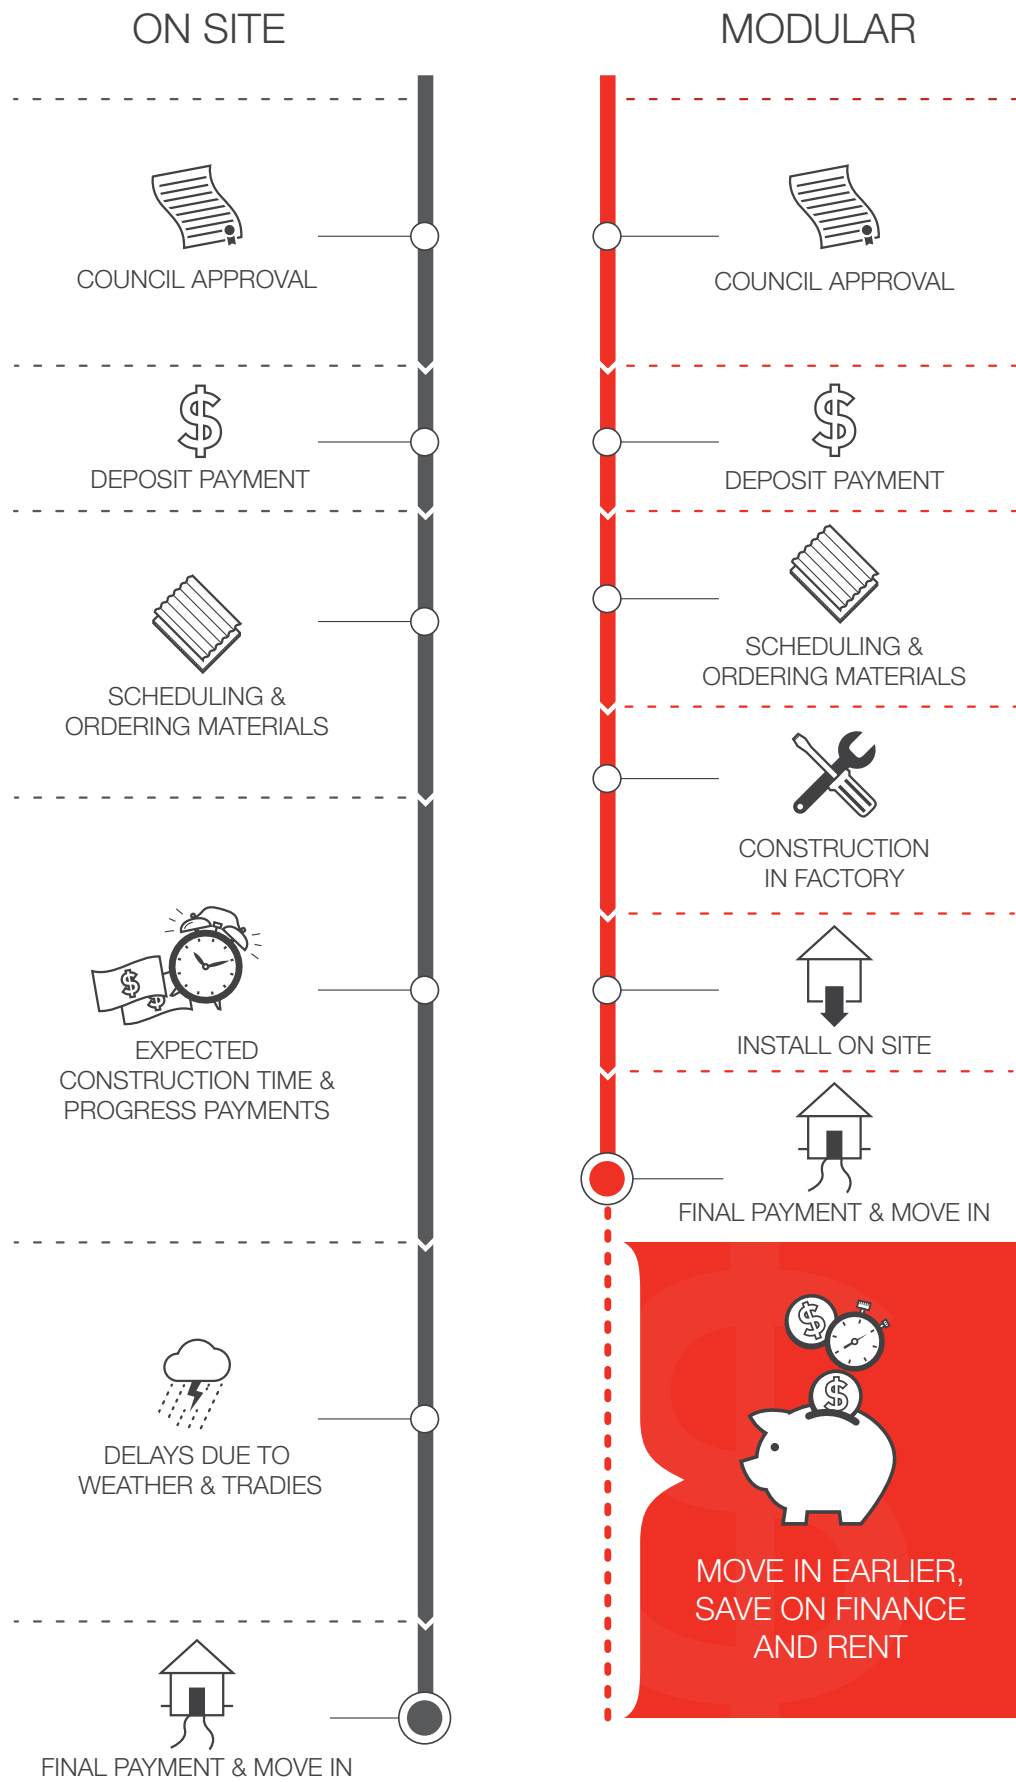 ON SITE
COUNCIL APPROVAL
$
DEPOSIT PAYMENT
SCHEDULING &
ORDERING MATERIALS
$
$
EXPECTED
CONSTRUCTION TIME &
PROGRESS PAYMENTS
DELAYS DUE TO
WEATHER & TRADIES
FINAL PAYMENT & MOVE IN
MODULAR
COUNCIL APPROVAL
$
DEPOSIT PAYMENT
SCHEDULING &
ORDERING MATERIALS
CONSTRUCTION
IN FACTORY
INSTALL ON SITE
FINAL PAYMENT & MOVE IN
$
$
MOVE IN EARLIER,
SAVE ON FINANCE
AND RENT